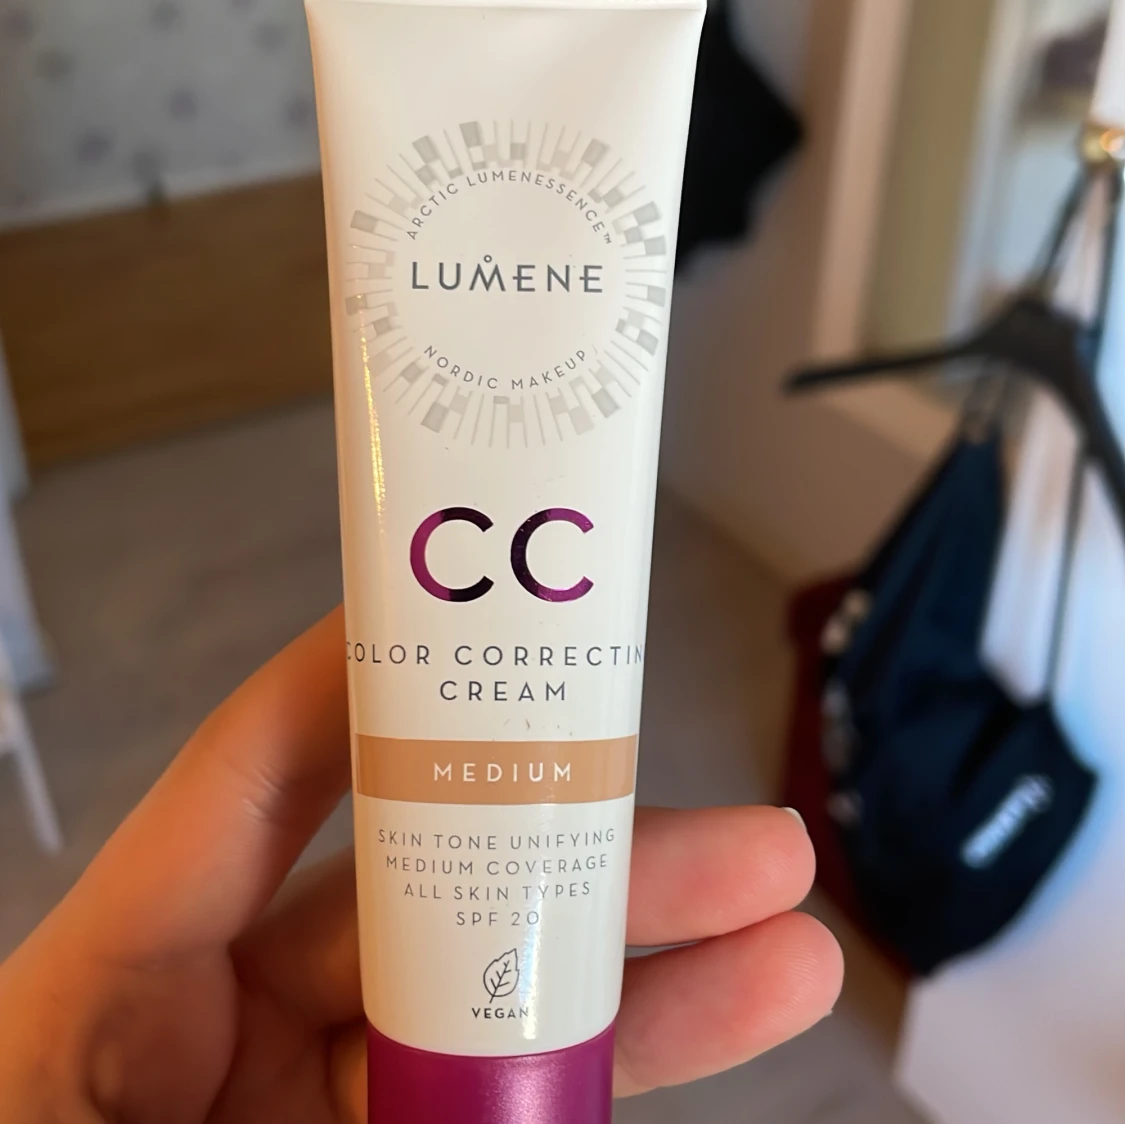 ARCTIC LUMENESSENCE™
LUMENE
NORDIC MAKEUP
CC
COLOR CORRECTIN
CREAM
MEDIUM
SKIN TONE UNIFYING
MEDIUM COVERAGE
ALL SKIN TYPES
SPF 20
VEGAN